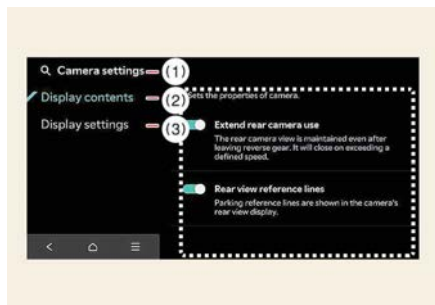 Camera settings (1)
Display contents (2) Sets the properties of camera.
Display settings (3) Extend rear camera use
The rear camera view is maintained even after
leaving reverse gear. It will close on exceeding a
defined speed.
Rear view reference lines
Parking reference lines are shown in the camera's
rear view display.